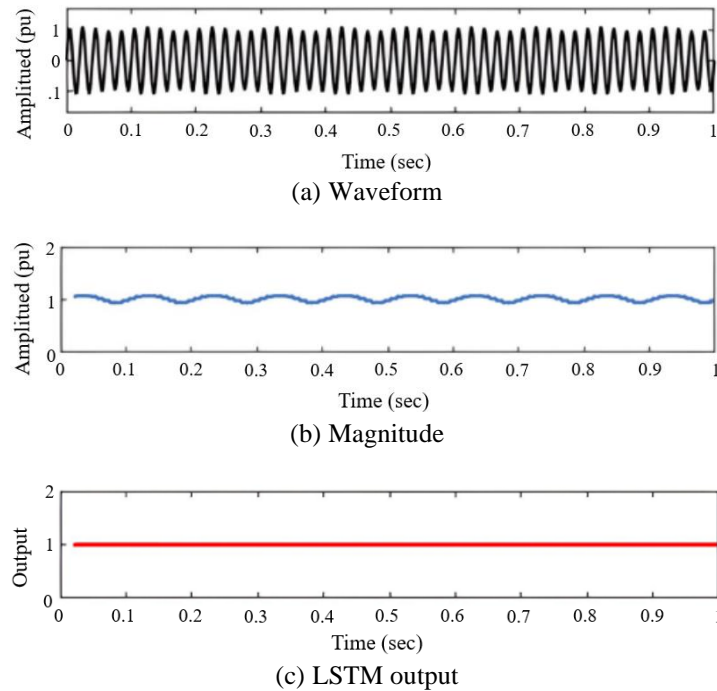 Amplitued (pu)
1
0
.1
0 0.1 0.2 0.3 0.4 0.5 0.6 0.7 0.8 0.9 1
Time (sec)
(a) Waveform
Amplitued (pu)
2
1
0
0 0.1 0.2 0.3 0.4 0.5 0.6 0.7 0.8 0.9 1
Time (sec)
(b) Magnitude
Output
2
1
0
0 0.1 0.2 0.3 0.4 0.5 0.6 0.7 0.8 0.9 1
Time (sec)
(c) LSTM output